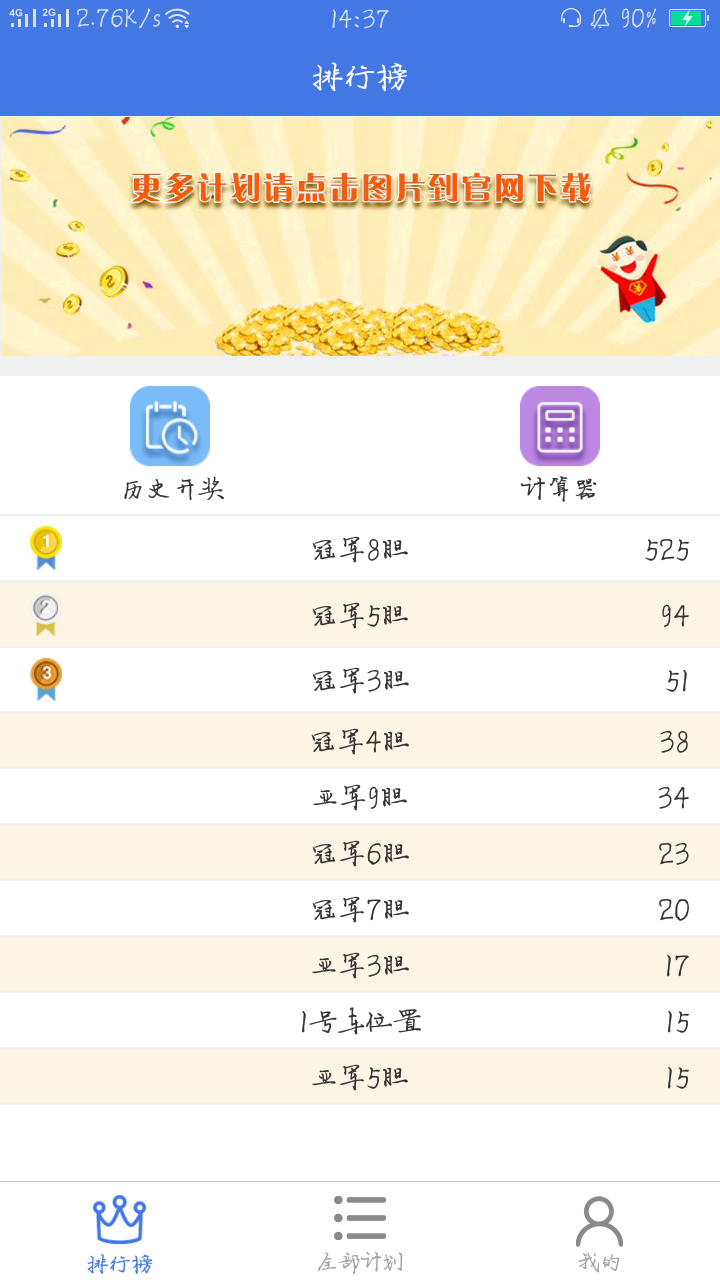 4G 2G 2.76K/s 14:37 90%
排行榜
更多计划请点击图片到官网下载
历史开奖 计算器
1 冠军8胆 525
2 冠军5胆 94
3 冠军3胆 51
冠军4胆 38
亚军9胆 34
冠军6胆 23
冠军7胆 20
亚军3胆 17
1号车位置 15
亚军5胆 15
排行榜 全部计划 我的